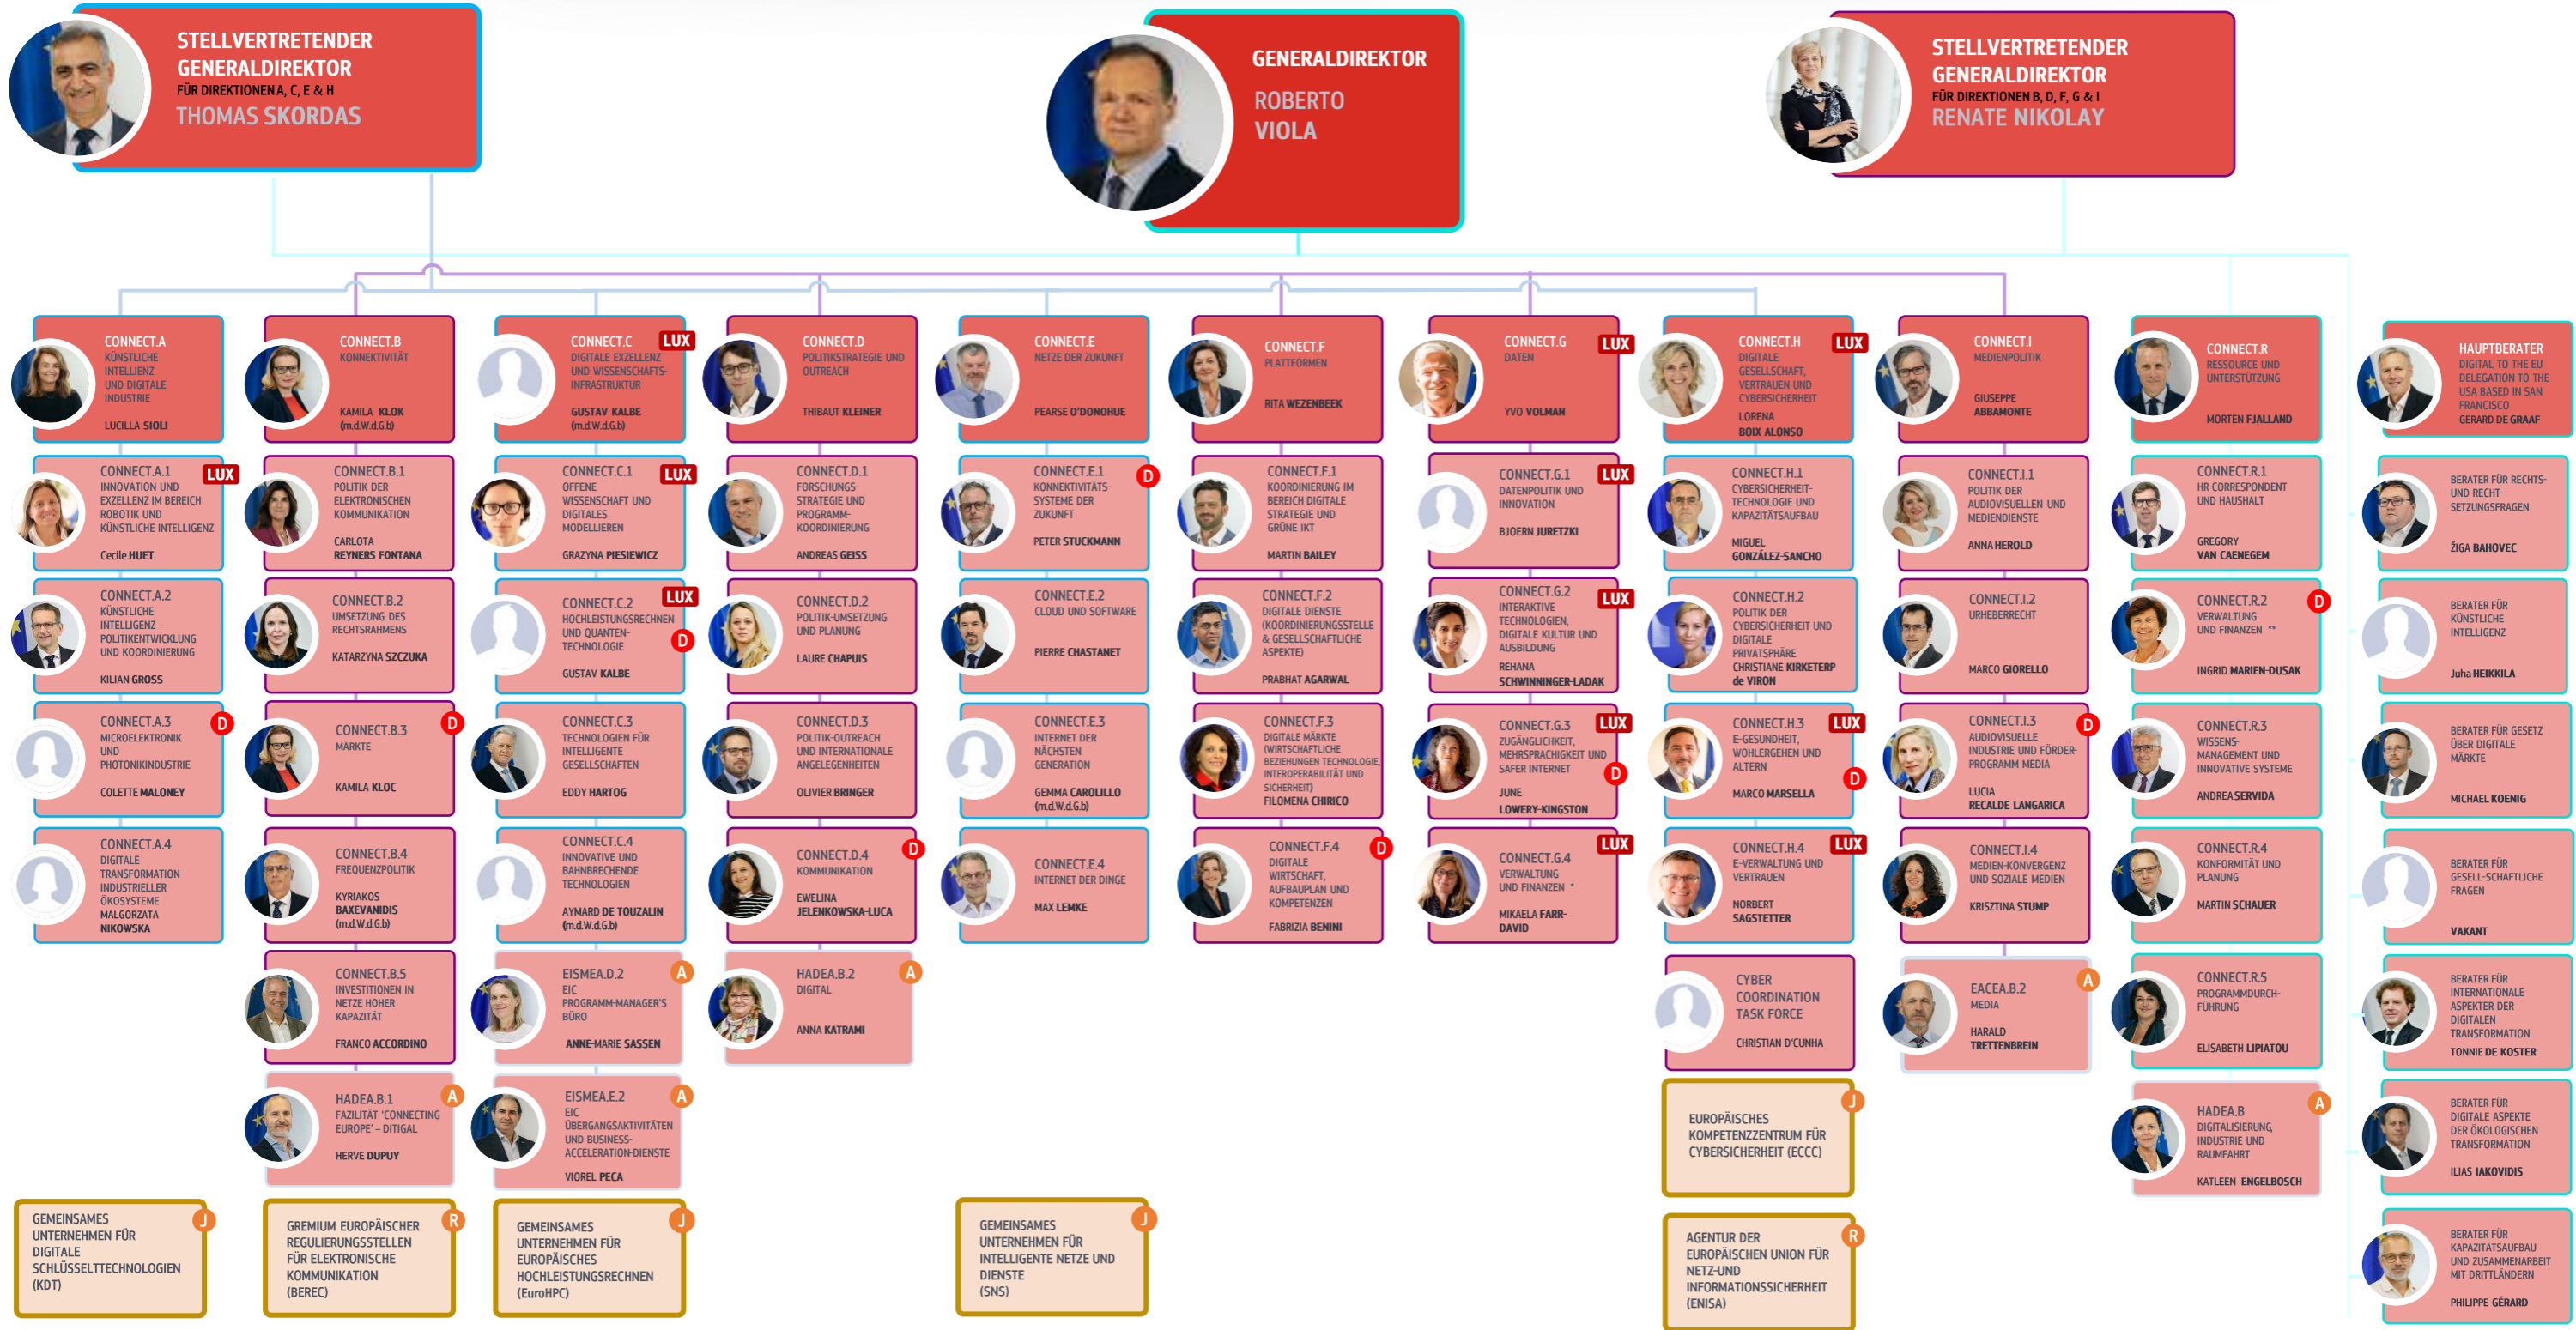 STELLVERTRETENDER
GENERALDIREKTOR
FÜR DIREKTIONEN A, C, E & H
THOMAS SKORDAS
GENERALDIREKTOR
ROBERTO
VIOLA
STELLVERTRETENDER
GENERALDIREKTOR
FÜR DIREKTIONEN B, D, F, G & I
RENATE NIKOLAY
CONNECT.A
KÜNSTLICHE
INTELLIENZ
UND DIGITALE
INDUSTRIE
LUCILLA SIOLI
CONNECT.A.1
LUX
INNOVATION UND
EXZELLENZ IM BEREICH
ROBOTIK UND
KÜNSTLICHE INTELLIGENZ
Cecile HUET
CONNECT.A.2
KÜNSTLICHE
INTELLIGENZ –
POLITIKENTWICKLUNG
UND KOORDINIERUNG
KILIAN GROSS
CONNECT.A.3
D
MICROELEKTRONIK
UND
PHOTONIKINDUSTRIE
COLETTE MALONEY
CONNECT.A.4
DIGITALE
TRANSFORMATION
INDUSTRIELLER
ÖKOSYSTEME
MALGORZATA
NIKOWSKA
GEMEINSAMES
UNTERNEHMEN FÜR
DIGITALE
SCHLÜSSELTTECHNOLOGIEN
(KDT)
J
CONNECT.B
KONNEKTIVITÄT
KAMILA KLOK
(m.d.W.d.G.b)
CONNECT.B.1
POLITIK DER
ELEKTRONISCHEN
KOMMUNIKATION
CARLOTA
REYNERS FONTANA
CONNECT.B.2
UMSETZUNG DES
RECHTSRAHMENS
KATARZYNA SZCZUKA
CONNECT.B.3
D
MÄRKTE
KAMILA KLOC
CONNECT.B.4
FREQUENZPOLITIK
KYRIAKOS
BAXEVANIDIS
(m.d.W.d.G.b)
CONNECT.B.5
INVESTITIONEN IN
NETZE HOHER
KAPAZITÄT
FRANCO ACCORDINO
HADEA.B.1
A
FAZILITÄT 'CONNECTING
EUROPE' – DITIGAL
HERVE DUPUY
GREMIUM EUROPÄISCHER
REGULIERUNGSSTELLEN
FÜR ELEKTRONISCHE
KOMMUNIKATION
(BEREC)
R
CONNECT.C
LUX
DIGITALE EXZELLENZ
UND WISSENSCHAFTS-
INFRASTRUKTUR
GUSTAV KALBE
(m.d.W.d.G.b)
CONNECT.C.1
LUX
OFFENE
WISSENSCHAFT UND
DIGITALES
MODELLIEREN
GRAZYNA PIESIEWICZ
CONNECT.C.2
LUX
HOCHLEISTUNGSRECHNEN
UND QUANTEN-
TECHNOLOGIE
D
GUSTAV KALBE
CONNECT.C.3
TECHNOLOGIEN FÜR
INTELLIGENTE
GESELLSCHAFTEN
EDDY HARTOG
CONNECT.C.4
INNOVATIVE UND
BAHNBRECHENDE
TECHNOLOGIEN
AYMARD DE TOUZALIN
(m.d.W.d.G.b)
EISMEA.D.2
A
EIC
PROGRAMM-MANAGER'S
BÜRO
ANNE-MARIE SASSEN
EISMEA.E.2
A
EIC
ÜBERGANGSAKTIVITÄTEN
UND BUSINESS-
ACCELERATION-DIENSTE
VIOREL PECA
GEMEINSAMES
UNTERNEHMEN FÜR
EUROPÄISCHES
HOCHLEISTUNGSRECHNEN
(EuroHPC)
J
CONNECT.D
POLITIKSTRATEGIE UND
OUTREACH
THIBAUT KLEINER
CONNECT.D.1
FORSCHUNGS-
STRATEGIE UND
PROGRAMM-
KOORDINIERUNG
ANDREAS GEISS
CONNECT.D.2
POLITIK-UMSETZUNG
UND PLANUNG
LAURE CHAPUIS
CONNECT.D.3
POLITIK-OUTREACH
UND INTERNATIONALE
ANGELEGENHEITEN
OLIVIER BRINGER
CONNECT.D.4
D
KOMMUNIKATION
EWELINA
JELENKOWSKA-LUCA
HADEA.B.2
A
DIGITAL
ANNA KATRAMI
CONNECT.E
NETZE DER ZUKUNFT
PEARSE O'DONOHUE
CONNECT.E.1
D
KONNEKTIVITÄTS-
SYSTEME DER
ZUKUNFT
PETER STUCKMANN
CONNECT.E.2
CLOUD UND SOFTWARE
PIERRE CHASTANET
CONNECT.E.3
INTERNET DER
NÄCHSTEN
GENERATION
GEMMA CAROLILLO
(m.d.W.d.G.b)
CONNECT.E.4
INTERNET DER DINGE
MAX LEMKE
GEMEINSAMES
UNTERNEHMEN FÜR
INTELLIGENTE NETZE UND
DIENSTE
(SNS)
J
CONNECT.F
PLATTFORMEN
RITA WEZENBEEK
CONNECT.F.1
KOORDINIERUNG IM
BEREICH DIGITALE
STRATEGIE UND
GRÜNE IKT
MARTIN BAILEY
CONNECT.F.2
DIGITALE DIENSTE
(KOORDINIERUNGSSTELLE
& GESELLSCHAFTLICHE
ASPEKTE)
PRABHAT AGARWAL
CONNECT.F.3
DIGITALE MÄRKTE
(WIRTSCHAFTLICHE
BEZIEHUNGEN TECHNOLOGIE,
INTEROPERABILITÄT UND
SICHERHEIT)
FILOMENA CHIRICO
CONNECT.F.4
D
DIGITALE
WIRTSCHAFT,
AUFBAUPLAN UND
KOMPETENZEN
FABRIZIA BENINI
CONNECT.G
LUX
DATEN
YVO VOLMAN
CONNECT.G.1
LUX
DATENPOLITIK UND
INNOVATION
BJOERN JURETZKI
CONNECT.G.2
LUX
INTERAKTIVE
TECHNOLOGIEN,
DIGITALE KULTUR UND
AUSBILDUNG
REHANA
SCHWINNINGER-LADAK
CONNECT.G.3
LUX
ZUGÄNGLICHKEIT,
MEHRSPRACHIGKEIT UND
SAFER INTERNET
D
JUNE
LOWERY-KINGSTON
CONNECT.G.4
LUX
VERWALTUNG
UND FINANZEN *
MIKAELA FARR-
DAVID
CONNECT.H
LUX
DIGITALE
GESELLSCHAFT,
VERTRAUEN UND
CYBERSICHERHEIT
LORENA
BOIX ALONSO
CONNECT.H.1
CYBERSICHERHEIT-
TECHNOLOGIE UND
KAPAZITÄTSAUFBAU
MIGUEL
GONZÁLEZ-SANCHO
CONNECT.H.2
POLITIK DER
CYBERSICHERHEIT UND
DIGITALE
PRIVATSPHÄRE
CHRISTIANE KIRKETERP
de VIRON
CONNECT.H.3
LUX
E-GESUNDHEIT,
WOHLERGEHEN UND
ALTERN
D
MARCO MARSELLA
CONNECT.H.4
LUX
E-VERWALTUNG UND
VERTRAUEN
NORBERT
SAGSTETTER
CYBER
COORDINATION
TASK FORCE
CHRISTIAN D'CUNHA
EUROPÄISCHES
KOMPETENZZENTRUM FÜR
CYBERSICHERHEIT (ECCC)
J
AGENTUR DER
EUROPÄISCHEN UNION FÜR
NETZ-UND
INFORMATIONSSICHERHEIT
(ENISA)
R
CONNECT.I
MEDIENPOLITIK
GIUSEPPE
ABBAMONTE
CONNECT.I.1
POLITIK DER
AUDIOVISUELLEN UND
MEDIENDIENSTE
ANNA HEROLD
CONNECT.I.2
URHEBERRECHT
MARCO GIORELLO
CONNECT.I.3
D
AUDIOVISUELLE
INDUSTRIE UND FÖRDER-
PROGRAMM MEDIA
LUCIA
RECALDE LANGARICA
CONNECT.I.4
MEDIEN-KONVERGENZ
UND SOZIALE MEDIEN
KRISZTINA STUMP
EACEA.B.2
A
MEDIA
HARALD
TRETTENBREIN
CONNECT.R
RESSOURCE UND
UNTERSTÜTZUNG
MORTEN FJALLAND
CONNECT.R.1
HR CORRESPONDENT
UND HAUSHALT
GREGORY
VAN CAENEGEM
CONNECT.R.2
D
VERWALTUNG
UND FINANZEN **
INGRID MARIEN-DUSAK
CONNECT.R.3
WISSENS-
MANAGEMENT UND
INNOVATIVE SYSTEME
ANDREA SERVIDA
CONNECT.R.4
KONFORMITÄT UND
PLANUNG
MARTIN SCHAUER
CONNECT.R.5
PROGRAMMDURCH-
FÜHRUNG
ELISABETH LIPIATOU
HADEA.B
A
DIGITALISIERUNG,
INDUSTRIE UND
RAUMFAHRT
KATLEEN ENGELBOSCH
HAUPTBERATER
DIGITAL TO THE EU
DELEGATION TO THE
USA BASED IN SAN
FRANCISCO
GERARD DE GRAAF
BERATER FÜR RECHTS-
UND RECHT-
SETZUNGSFRAGEN
ŽIGA BAHOVEC
BERATER FÜR
KÜNSTLICHE
INTELLIGENZ
Juha HEIKKILA
BERATER FÜR GESETZ
ÜBER DIGITALE
MÄRKTE
MICHAEL KOENIG
BERATER FÜR
GESELL-SCHAFTLICHE
FRAGEN
VAKANT
BERATER FÜR
INTERNATIONALE
ASPEKTER DER
DIGITALEN
TRANSFORMATION
TONNIE DE KOSTER
BERATER FÜR
DIGITALE ASPEKTE
DER ÖKOLOGISCHEN
TRANSFORMATION
ILIAS IAKOVIDIS
BERATER FÜR
KAPAZITÄTSAUFBAU
UND ZUSAMMENARBEIT
MIT DRITTLÄNDERN
PHILIPPE GÉRARD